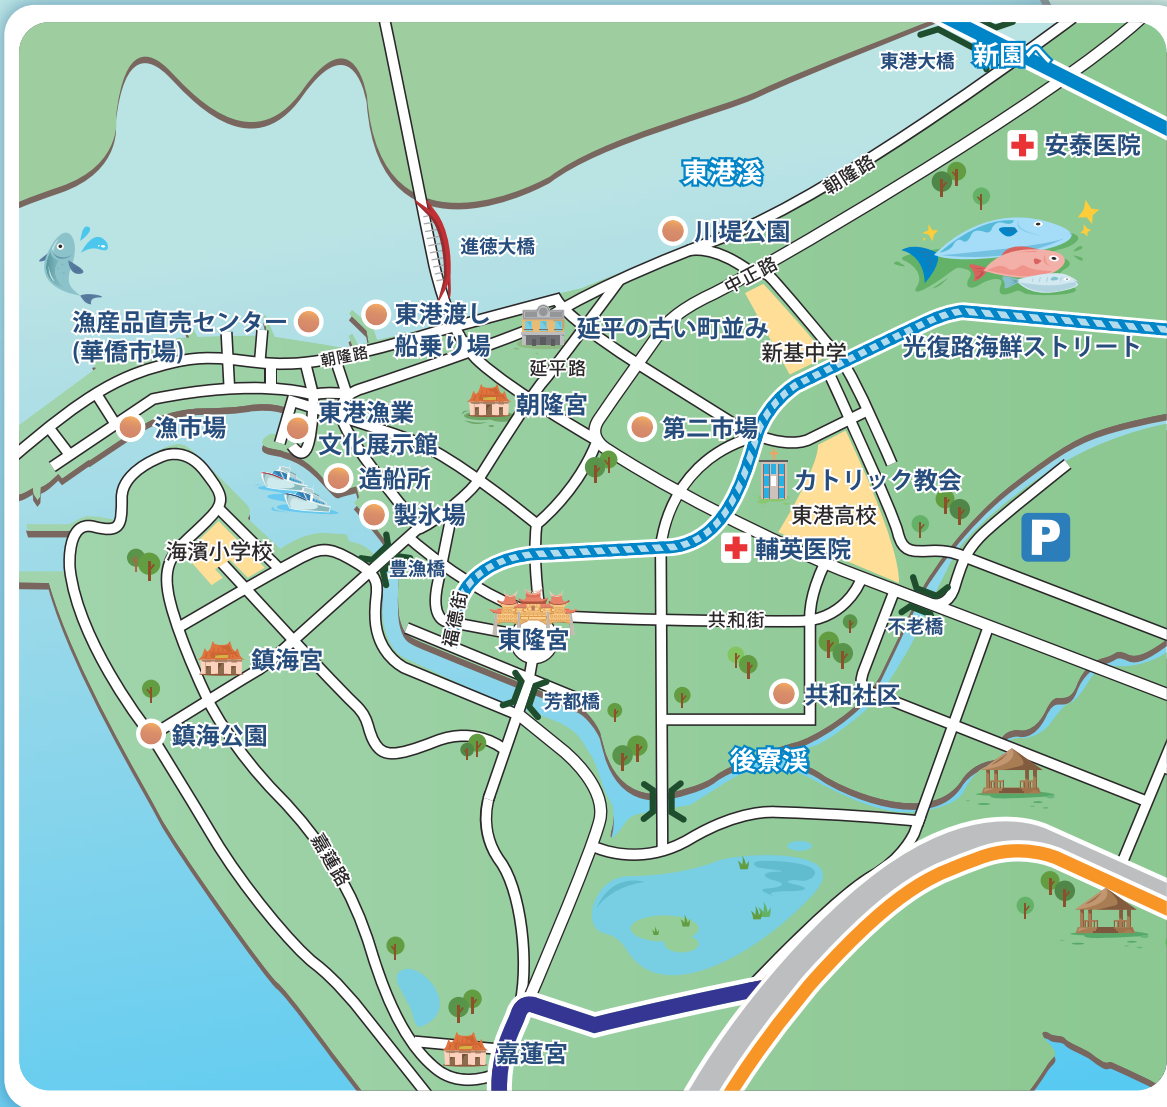 東港大橋
新園へ
安泰医院
東港溪
朝隆路
川堤公園
進徳大橋
中正路
漁産品直売センター
(華僑市場)
東港渡し
船乗り場
延平の古い町並み
新基中学
光復路海鮮ストリート
朝隆路
延平路
朝隆宮
東港漁業
文化展示館
漁市場
第二市場
造船所
カトリック教会
製氷場
東港高校
輔英医院
P
海濱小学校
豊漁橋
福德街
共和街
不老橋
東隆宮
鎮海宮
芳都橋
共和社区
鎮海公園
後寮渓
嘉蓮路
嘉蓮宮